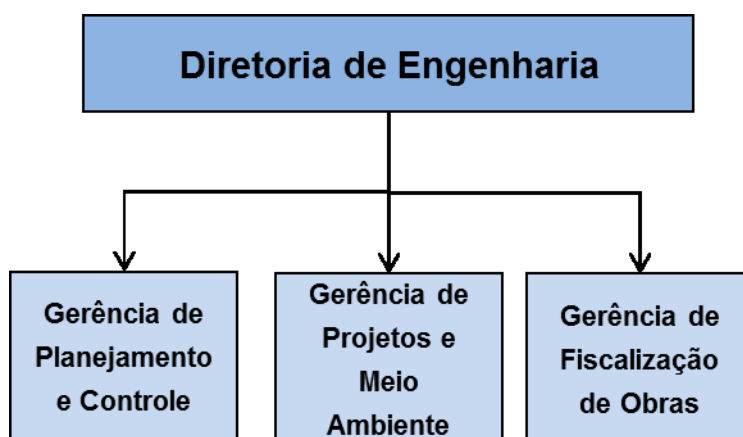 Diretoria de Engenharia
Gerência de
Planejamento
e Controle
Gerência de
Projetos e
Meio
Ambiente
Gerência de
Fiscalização
de Obras